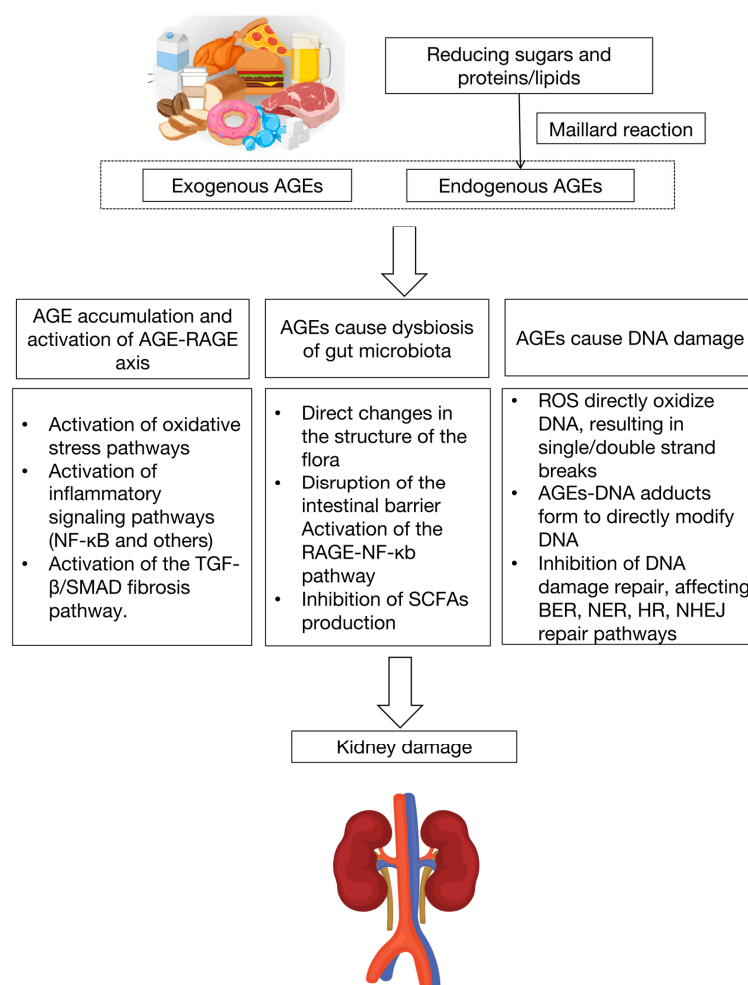 Reducing sugars and
proteins/lipids
Maillard reaction
Exogenous AGEs
Endogenous AGEs
AGE accumulation and
activation of AGE-RAGE
axis
AGEs cause dysbiosis
of gut microbiota
AGEs cause DNA damage
• Activation of oxidative
stress pathways
• Activation of
inflammatory
signaling pathways
(NF-κB and others)
• Activation of the TGF-
β/SMAD fibrosis
pathway.
• Direct changes in
the structure of the
flora
• Disruption of the
intestinal barrier
Activation of the
RAGE-NF-κb
pathway
• Inhibition of SCFAs
production
• ROS directly oxidize
DNA, resulting in
single/double strand
breaks
• AGEs-DNA adducts
form to directly modify
DNA
• Inhibition of DNA
damage repair, affecting
BER, NER, HR, NHEJ
repair pathways
Kidney damage